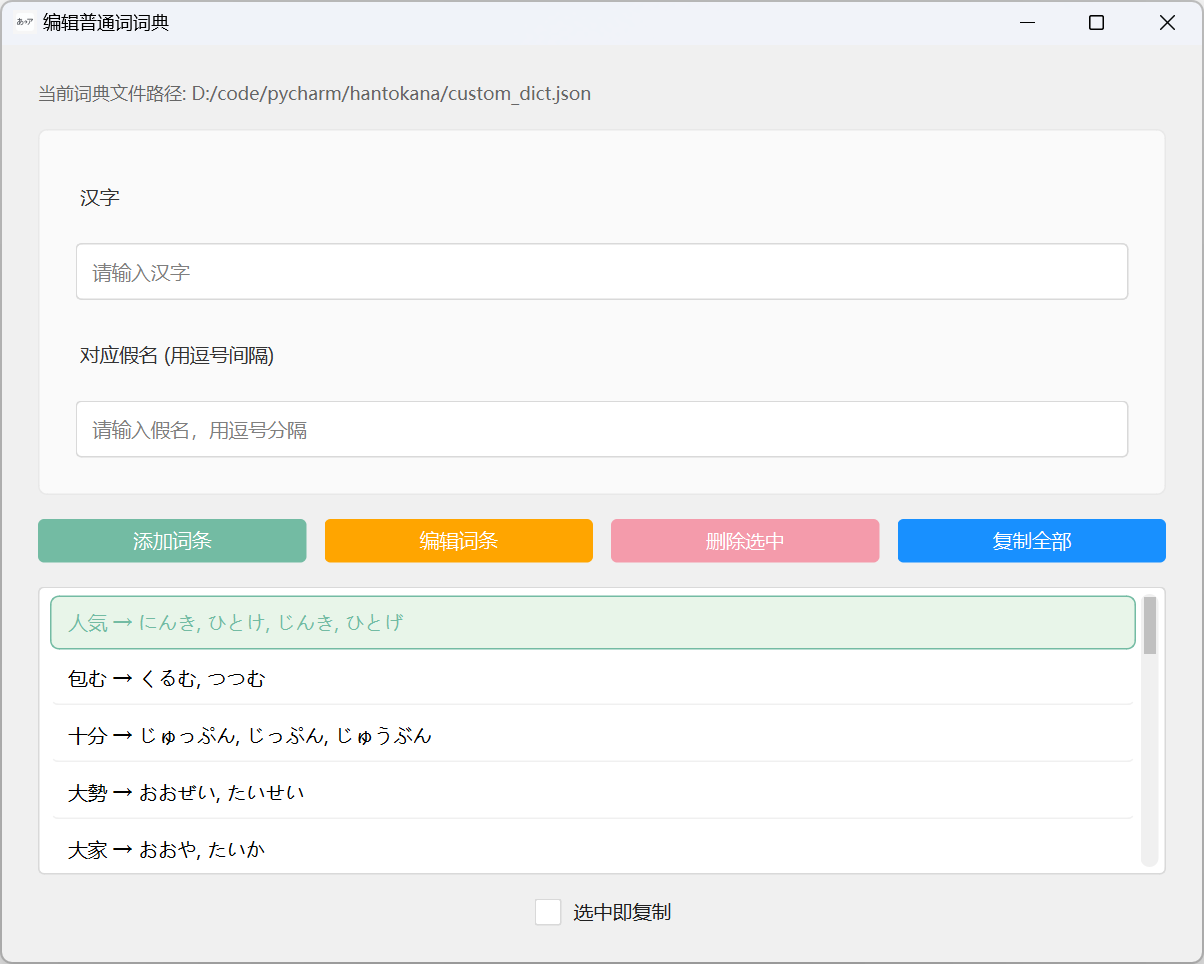 あ→ア 编辑普通词词典
当前词典文件路径: D:/code/pycharm/hantokana/custom_dict.json
汉字
请输入汉字
对应假名 (用逗号间隔)
请输入假名，用逗号分隔
添加词条 编辑词条 删除选中 复制全部
人気 → にんき, ひとけ, じんき, ひとげ
包む → くるむ, つつむ
十分 → じゅっぷん, じっぷん, じゅうぶん
大勢 → おおぜい, たいせい
大家 → おおや, たいか
选中即复制